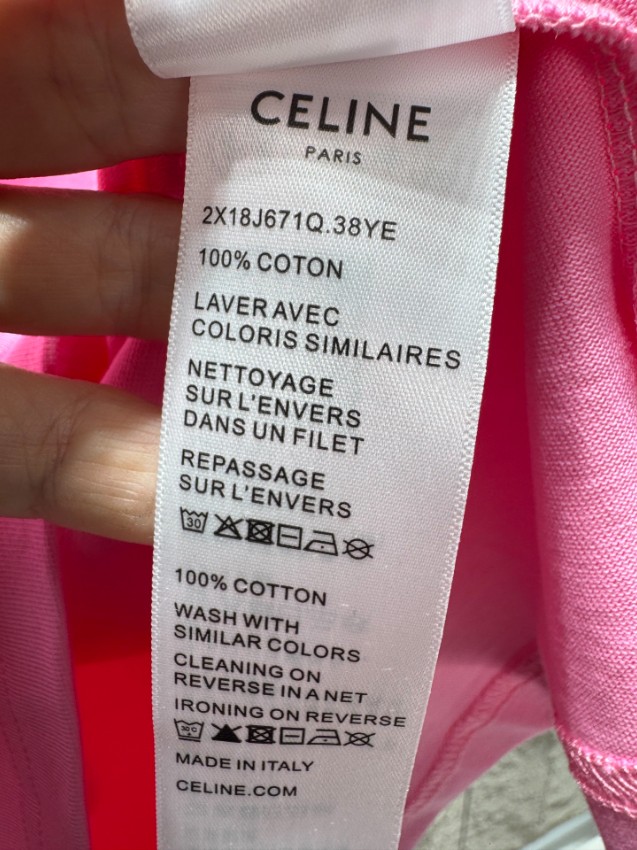 CELINE
PARIS
2X18J671Q.38YE
100% COTON
LAVER AVEC
COLORIS SIMILAIRES
NETTOYAGE
SUR L'ENVERS
DANS UN FILET
REPASSAGE
SUR L'ENVERS
30
100% COTTON
WASH WITH
SIMILAR COLORS
CLEANING ON
REVERSE IN A NET
IRONING ON REVERSE
30°C
MADE IN ITALY
CELINE.COM